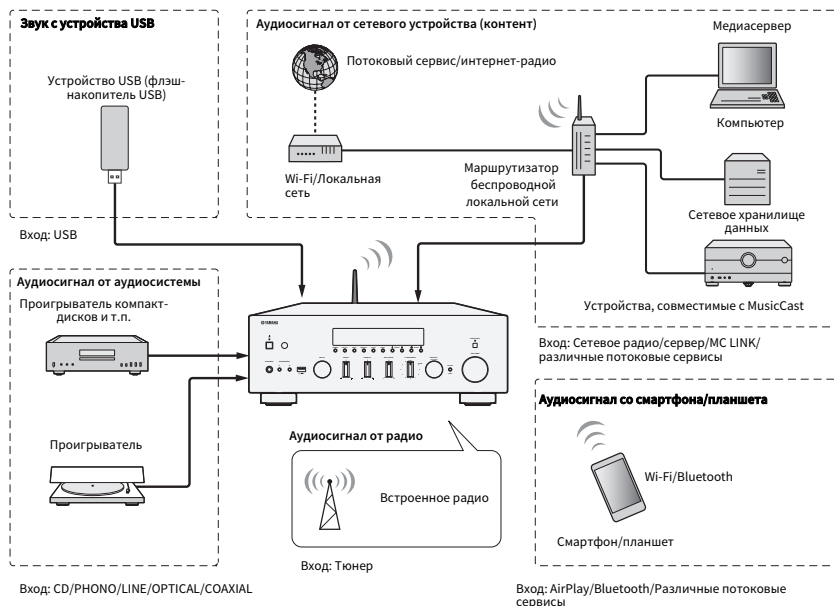 Звук с устройства USB
Устройство USB (флэш-
накопитель USB)
Вход: USB
Аудиосигнал от сетевого устройства (контент)
Потоковый сервис/интернет-радио
Wi-Fi/Локальная
сеть
Маршрутизатор
беспроводной
локальной сети
Медиасервер
Компьютер
Сетевое хранилище
данных
Устройства, совместимые с MusicCast
Вход: Сетевое радио/сервер/MC LINK/
различные потоковые сервисы
Аудиосигнал от аудиосистемы
Проигрыватель компакт-
дисков и т.п.
Проигрыватель
Вход: CD/PHONO/LINE/OPTICAL/COAXIAL
YAMAHA
Аудиосигнал от радио
Встроенное радио
Вход: Тюнер
Аудиосигнал со смартфона/планшета
Wi-Fi/Bluetooth
Смартфон/планшет
Вход: AirPlay/Bluetooth/Различные потоковые
сервисы